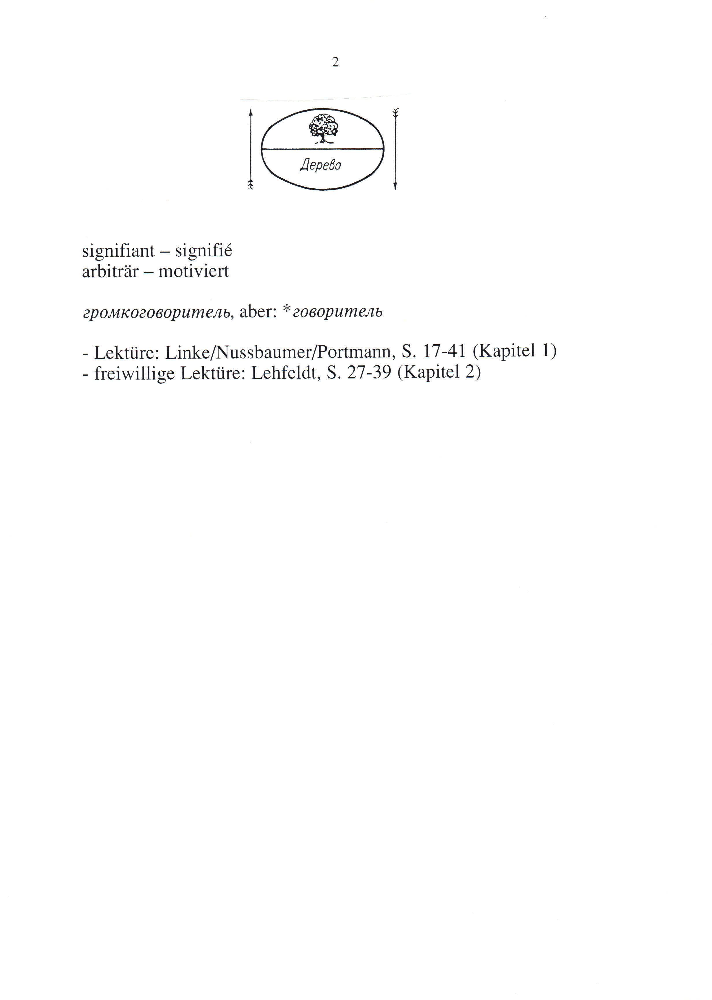 2
Дерево
signifiant – signifié
arbiträr – motiviert
громкоговоритель, aber: *говоритель
- Lektüre: Linke/Nussbaumer/Portmann, S. 17-41 (Kapitel 1)
- freiwillige Lektüre: Lehfeldt, S. 27-39 (Kapitel 2)